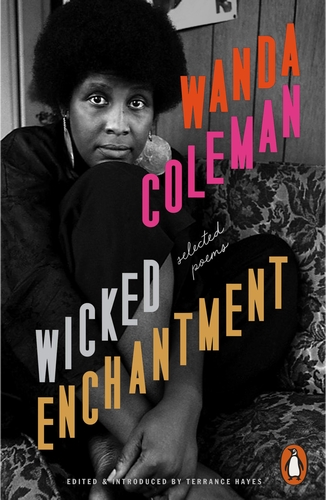 WANDA
COLEMAN
selected
poems
WICKED
ENCHANTMENT
EDITED & INTRODUCED BY TERRANCE HAYES